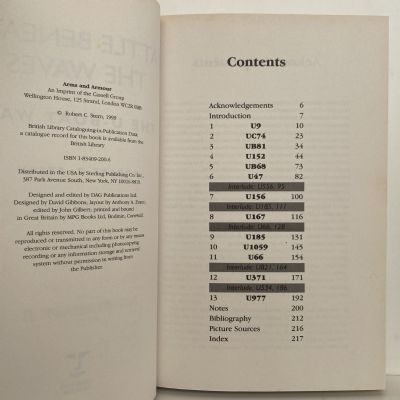 Arms and Armour
An Imprint of the Cassell Group
Wellington House, 125 Strand, London WC2R 0BB
© Robert C. Stern, 1999
British Library Cataloguing-in-Publication Data
a catalogue record for this book is available from the
British Library
ISBN 1-85409-200-6
Distributed in the USA by Sterling Publishing Co. Inc.,
387 Park Avenue South, New York, NY 10016-8810
Designed and edited by DAG Publications Ltd.
Designed by David Gibbons, layout by Anthony A. Evans,
edited by John Gilbert; printed and bound
in Great Britain by MPG Books Ltd, Bodmin, Cornwall.
All rights reserved. No part of this book may be
reproduced or transmitted in any form or by any means
electronic or mechanical including photocopying
recording or any information storage and retrieval
system without permission in writing from
the Publisher.
Contents
Acknowledgements 6
Introduction 7
1 U9 10
2 UC74 23
3 UB81 34
4 U152 44
5 UB68 73
6 U47 82
Interlude: U556, 95
7 U156 100
Interlude: U185, 111
8 U167 116
Interlude: U66, 128
9 U185 131
10 U1059 145
11 U66 154
Interlude: UB21, 164
12 U371 171
Interlude: U534, 186
13 U977 192
Notes 200
Bibliography 212
Picture Sources 216
Index 217